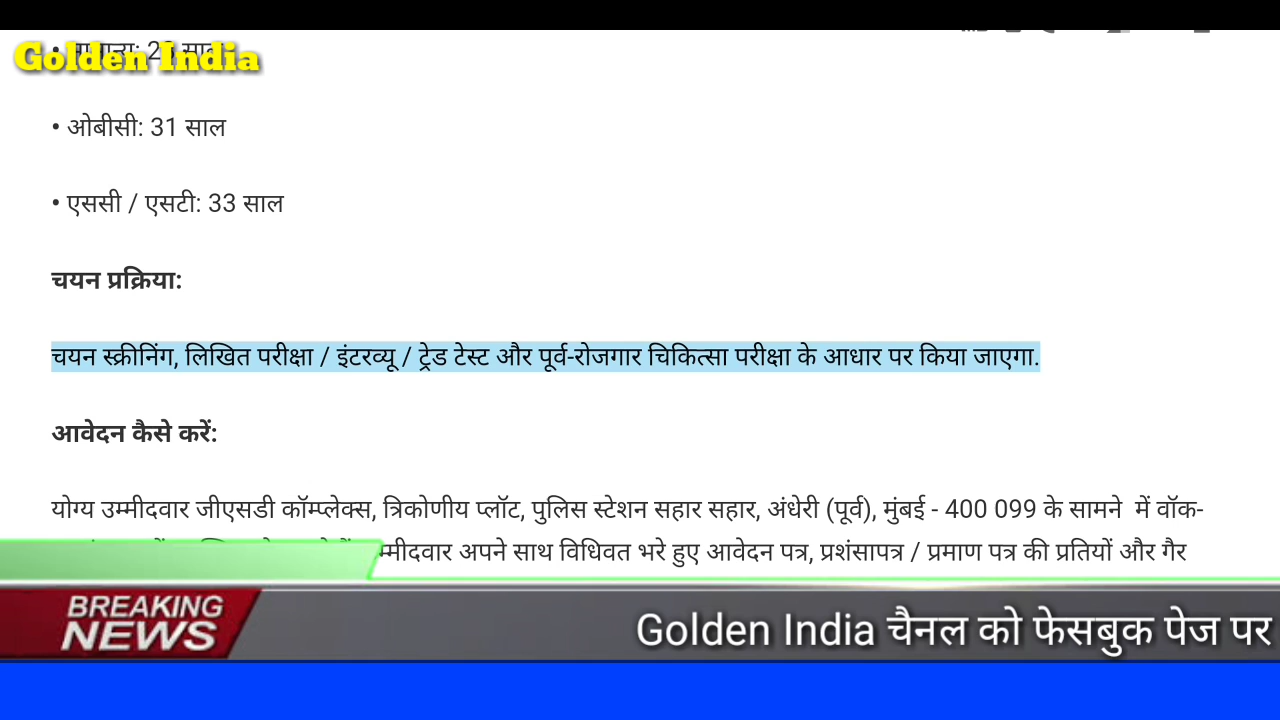 Golden India
• ओबीसी: 31 साल
• एससी / एसटी: 33 साल
चयन प्रक्रिया:
चयन स्क्रीनिंग, लिखित परीक्षा / इंटरव्यू / ट्रेड टेस्ट और पूर्व-रोजगार चिकित्सा परीक्षा के आधार पर किया जाएगा.
आवेदन कैसे करें:
योग्य उम्मीदवार जीएसडी कॉम्प्लेक्स, त्रिकोणीय प्लॉट, पुलिस स्टेशन सहार सहार, अंधेरी (पूर्व), मुंबई - 400 099 के सामने में वॉक-
अपने साथ विधिवत भरे हुए आवेदन पत्र, प्रशंसापत्र / प्रमाण पत्र की प्रतियों और गैर
BREAKING
NEWS
Golden India चैनल को फेसबुक पेज पर